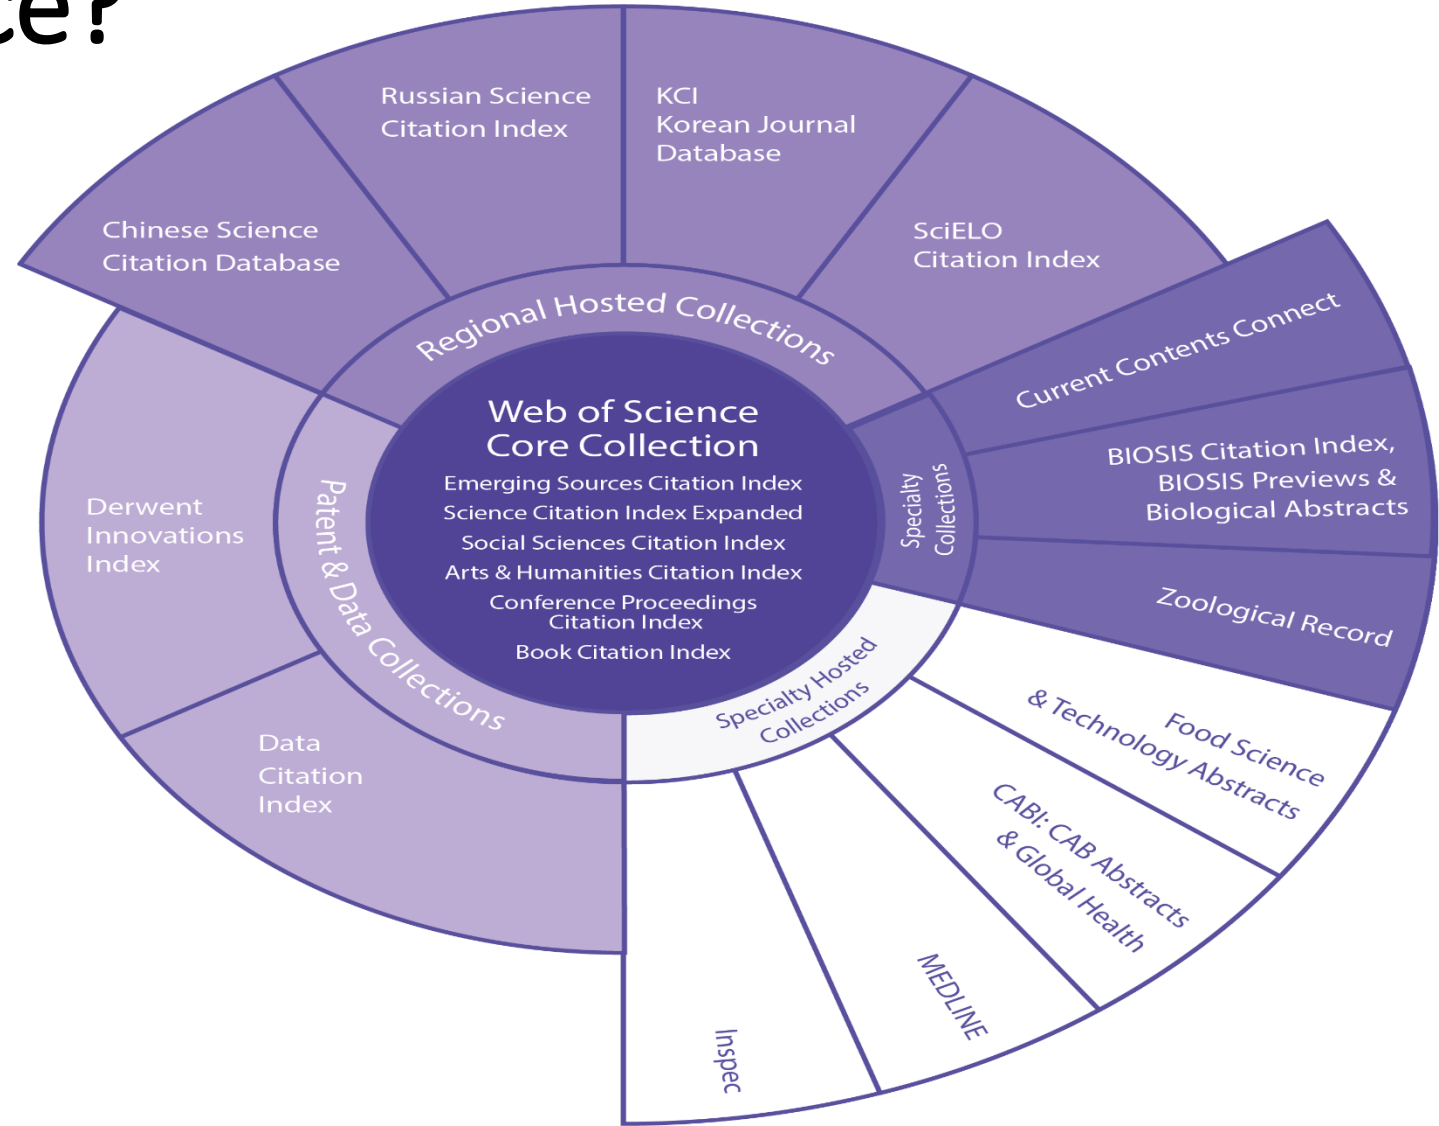 ce?
Russian Science
Citation Index
KCI
Korean Journal
Database
Chinese Science
Citation Database
SciELO
Citation Index
Regional Hosted Collections
Current Contents Connect
Web of Science
Core Collection
Emerging Sources Citation Index
Science Citation Index Expanded
Social Sciences Citation Index
Arts & Humanities Citation Index
Conference Proceedings
Citation Index
Book Citation Index
BIOSIS Citation Index,
BIOSIS Previews &
Biological Abstracts
Specialty
Collections
Derwent
Innovations
Index
Patent & Data Collections
Zoological Record
Specialty Hosted
Collections
Food Science
& Technology Abstracts
Data
Citation
Index
CABI: CAB Abstracts
& Global Health
MEDLINE
Inspec